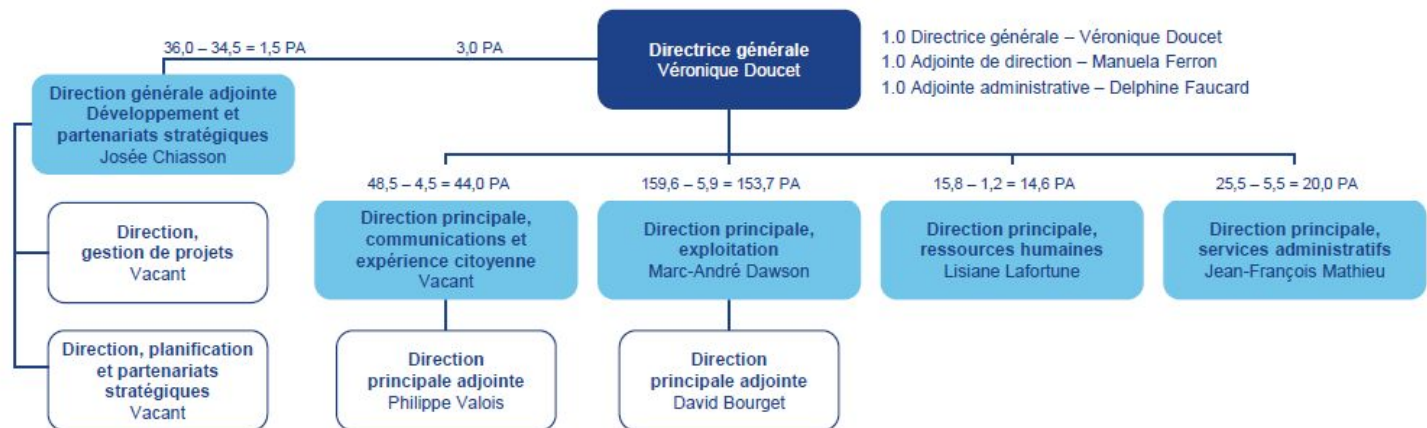 36,0 – 34,5 = 1,5 PA
3,0 PA
Directrice générale
Véronique Doucet
1.0 Directrice générale – Véronique Doucet
1.0 Adjointe de direction – Manuela Ferron
1.0 Adjointe administrative – Delphine Faucard
Direction générale adjointe
Développement et
partenariats stratégiques
Josée Chiasson
Direction,
gestion de projets
Vacant
Direction, planification
et partenariats
stratégiques
Vacant
48,5 – 4,5 = 44,0 PA
Direction principale,
communications et
expérience citoyenne
Vacant
Direction
principale adjointe
Philippe Valois
159,6 – 5,9 = 153,7 PA
Direction principale,
exploitation
Marc-André Dawson
Direction
principale adjointe
David Bourget
15,8 – 1,2 = 14,6 PA
Direction principale,
ressources humaines
Lisiane Lafortune
25,5 – 5,5 = 20,0 PA
Direction principale,
services administratifs
Jean-François Mathieu